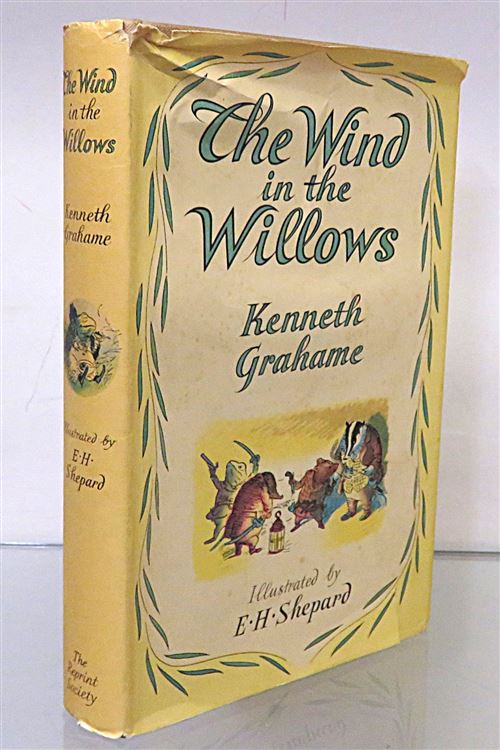 The Wind
in the
Willows
Kenneth
Grahame
Illustrated by
E·H·
Shepard
The
Reprint
Society
The Wind
in the
Willows
Kenneth
Grahame
Illustrated by
E·H·Shepard